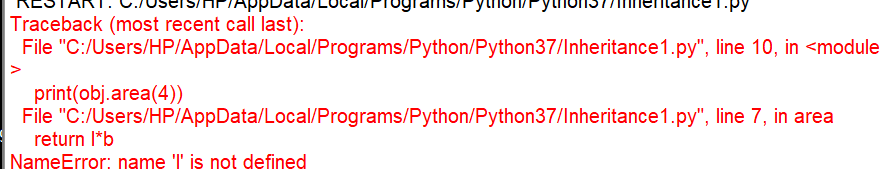 RESTART: C:/Users/HP/AppData/Local/Programs/Python/Python37/Inheritance1.py
Traceback (most recent call last):
File "C:/Users/HP/AppData/Local/Programs/Python/Python37/Inheritance1.py", line 10, in <module
>
print(obj.area(4))
File "C:/Users/HP/AppData/Local/Programs/Python/Python37/Inheritance1.py", line 7, in area
return l*b
NameError: name 'l' is not defined